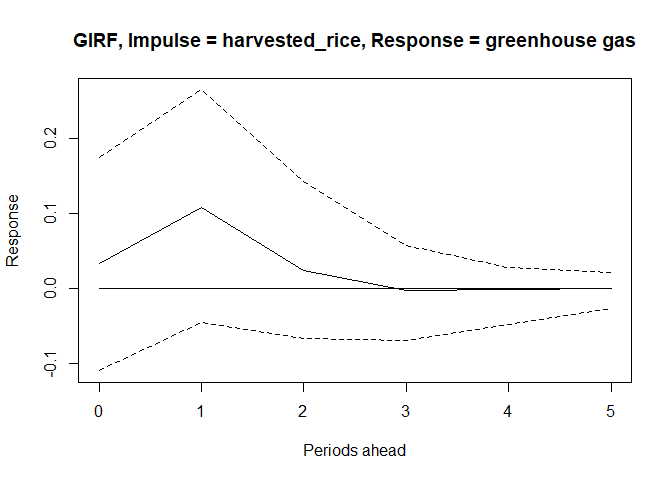 GIRF, Impulse = harvested_rice, Response = greenhouse gas
Response
0.2
0.1
0.0
-0.1
0 1 2 3 4 5
Periods ahead